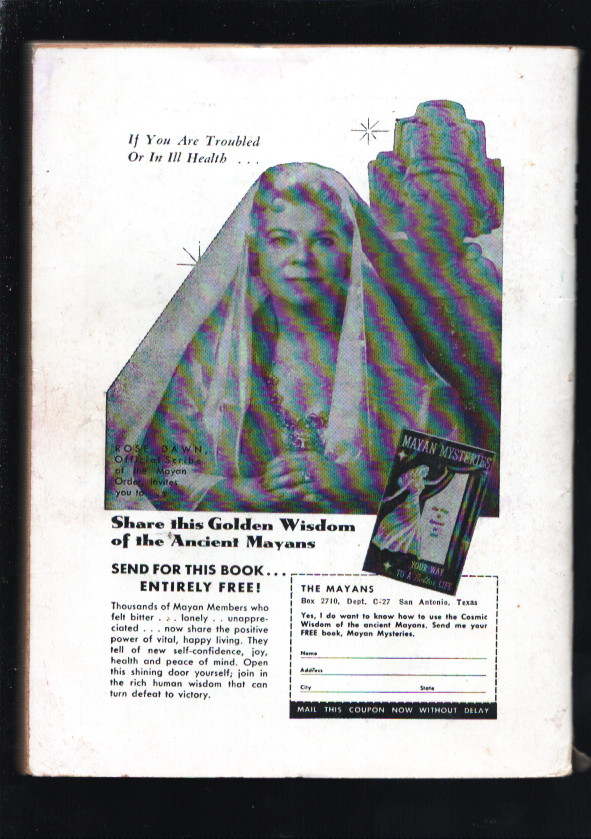 If You Are Troubled
Or In Ill Health . . .
ROSE DAWN,
Official Scribe
of the Mayan
Order, invites
you to . . .
MAYAN MYSTERIES
YOUR WAY
TO A Better LIFE
Share this Golden Wisdom
of the Ancient Mayans
SEND FOR THIS BOOK...
ENTIRELY FREE!
Thousands of Mayan Members who
felt bitter . . . lonely . . unappre-
ciated . . . now share the positive
power of vital, happy living. They
tell of new self-confidence, joy,
health and peace of mind. Open
this shining door yourself; join in
the rich human wisdom that can
turn defeat to victory.
THE MAYANS
Box 2710, Dept. C-27 San Antonio, Texas
Yes, I do want to know how to use the Cosmic
Wisdom of the ancient Mayans. Send me your
FREE book, Mayan Mysteries.
Name
Address
City State
MAIL THIS COUPON NOW WITHOUT DELAY